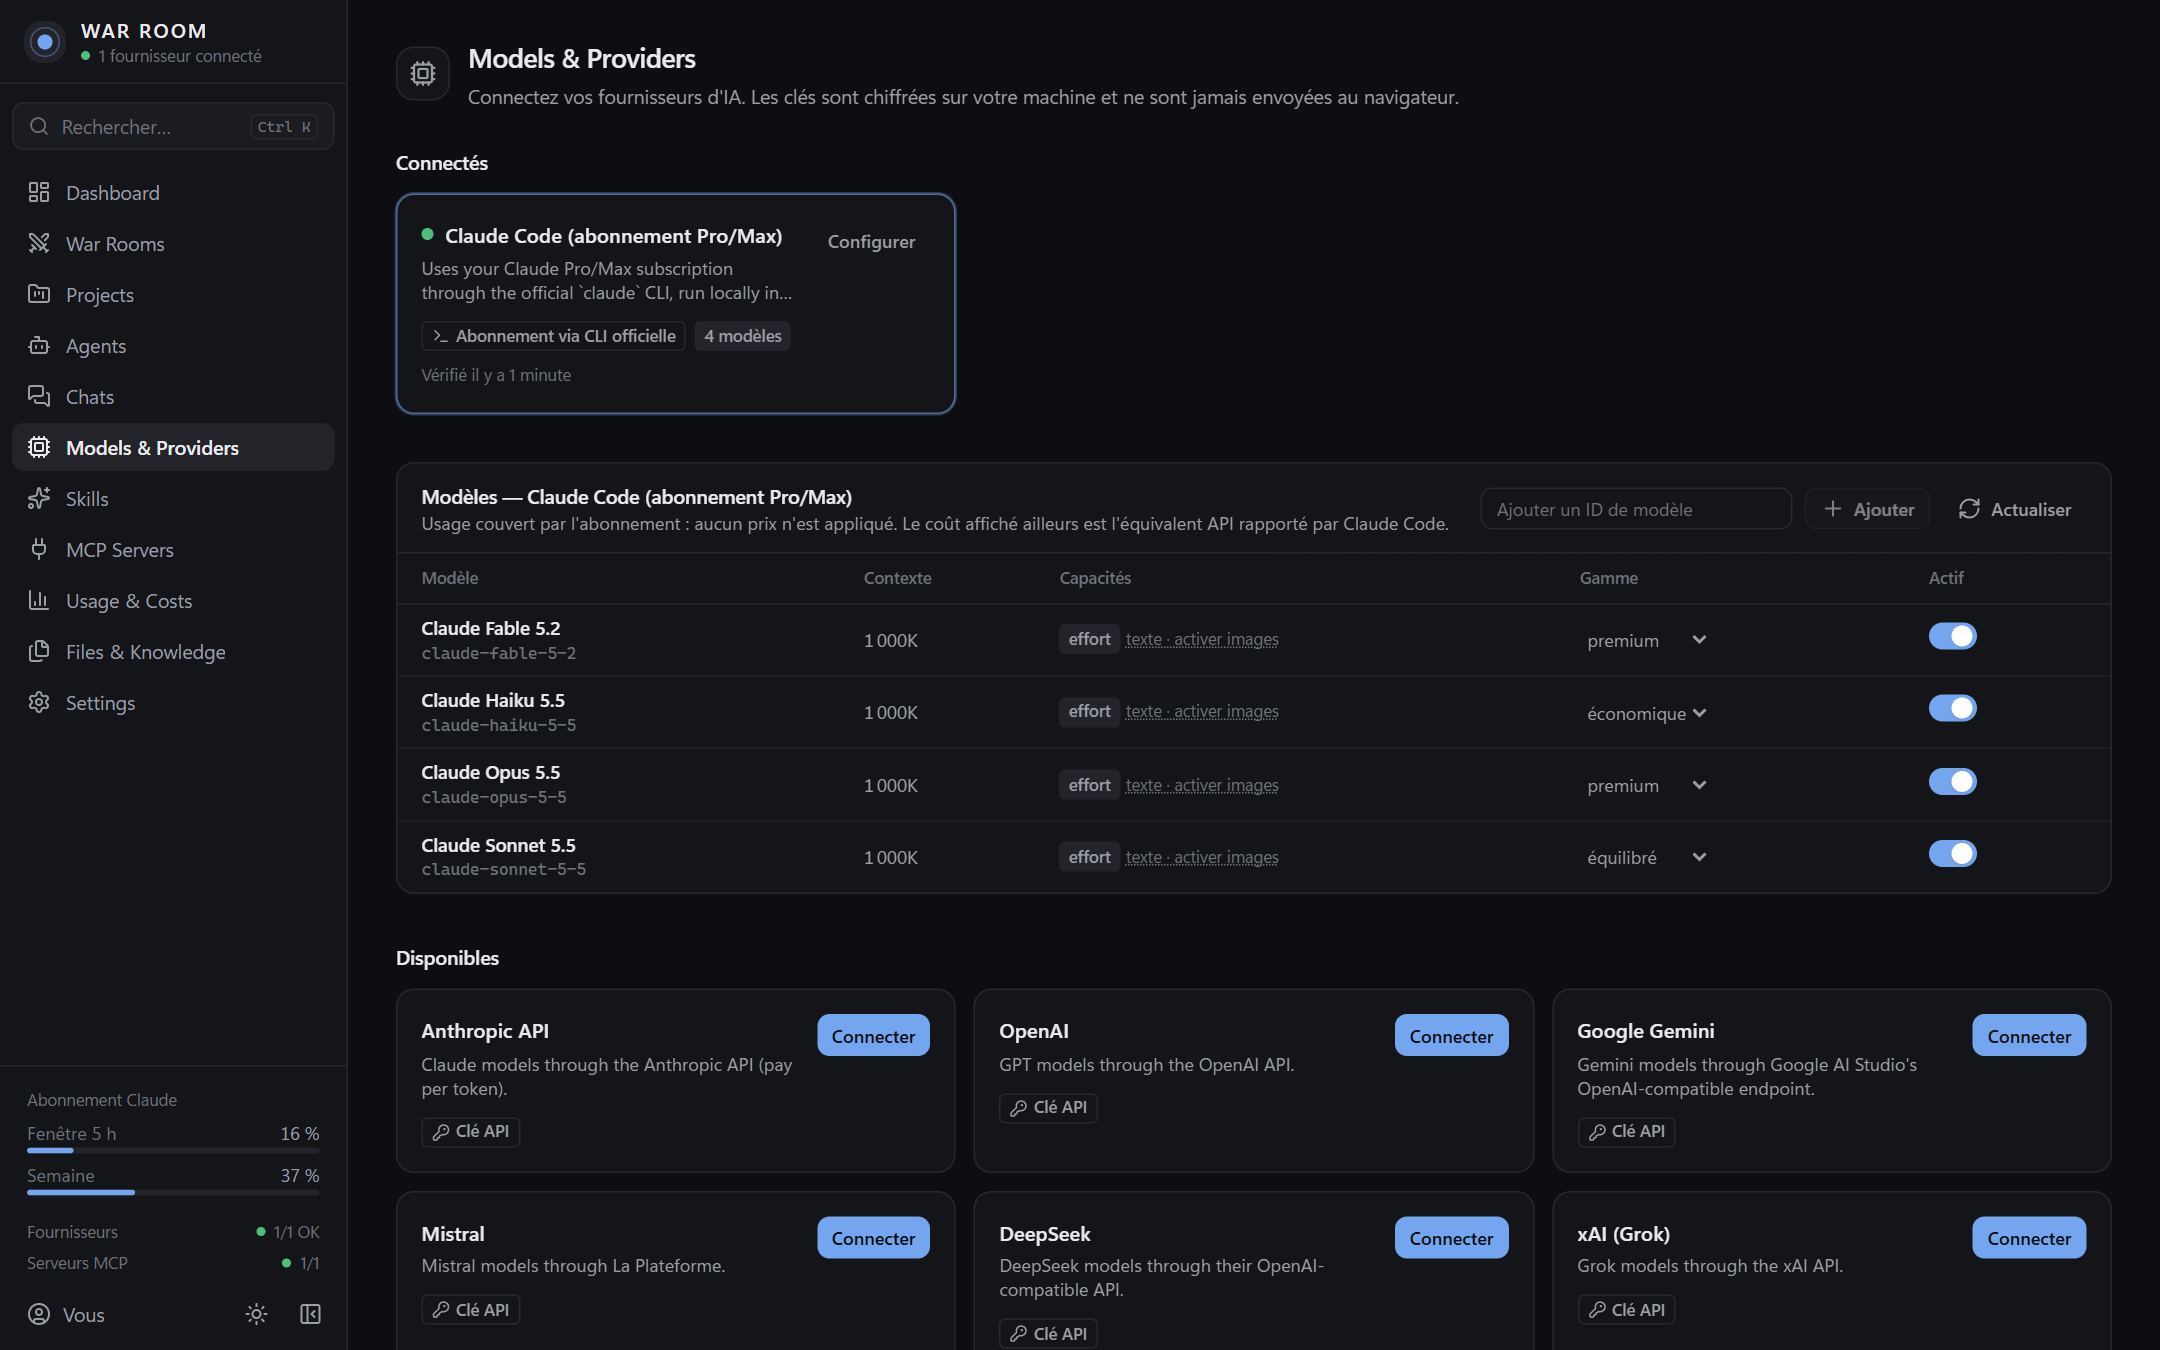 WAR ROOM
1 fournisseur connecté
Rechercher...
Ctrl K
Dashboard
War Rooms
Projects
Agents
Chats
Models & Providers
Skills
MCP Servers
Usage & Costs
Files & Knowledge
Settings
Abonnement Claude
Fenêtre 5 h 16 %
Semaine 37 %
Fournisseurs 1/1 OK
Serveurs MCP 1/1
Vous
Models & Providers
Connectez vos fournisseurs d'IA. Les clés sont chiffrées sur votre machine et ne sont jamais envoyées au navigateur.
Connectés
Claude Code (abonnement Pro/Max)
Configurer
Uses your Claude Pro/Max subscription
through the official `claude` CLI, run locally in...
Abonnement via CLI officielle
4 modèles
Vérifié il y a 1 minute
Modèles — Claude Code (abonnement Pro/Max)
Usage couvert par l'abonnement : aucun prix n'est appliqué. Le coût affiché ailleurs est l'équivalent API rapporté par Claude Code.
Ajouter un ID de modèle
Ajouter
Actualiser
Modèle Contexte Capacités Gamme Actif
Claude Fable 5.2
claude-fable-5-2
1 000K
effort texte · activer images
premium
Claude Haiku 5.5
claude-haiku-5-5
1 000K
effort texte · activer images
économique
Claude Opus 5.5
claude-opus-5-5
1 000K
effort texte · activer images
premium
Claude Sonnet 5.5
claude-sonnet-5-5
1 000K
effort texte · activer images
équilibré
Disponibles
Anthropic API
Connecter
Claude models through the Anthropic API (pay
per token).
Clé API
OpenAI
Connecter
GPT models through the OpenAI API.
Clé API
Google Gemini
Connecter
Gemini models through Google AI Studio's
OpenAI-compatible endpoint.
Clé API
Mistral
Connecter
Mistral models through La Plateforme.
Clé API
DeepSeek
Connecter
DeepSeek models through their OpenAI-
compatible API.
Clé API
xAI (Grok)
Connecter
Grok models through the xAI API.
Clé API